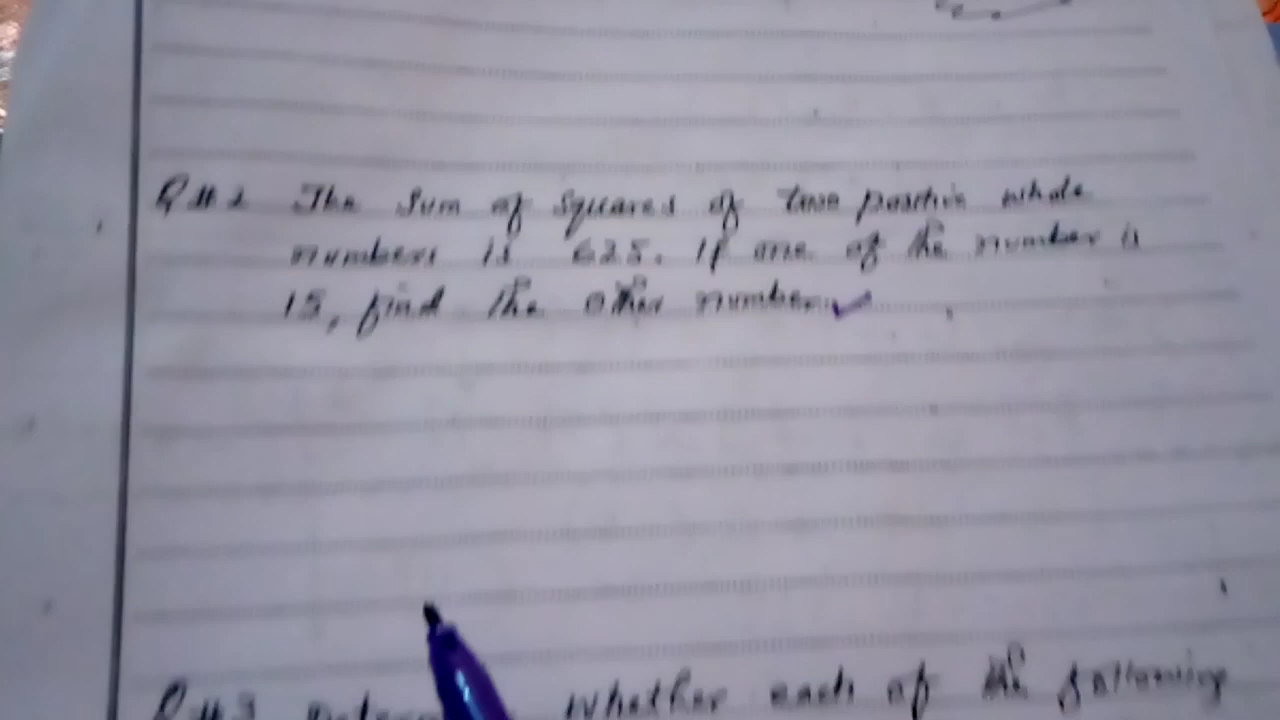 Q#2 The sum of squares of two positive whole
numbers is 625. If one of the number is
15, find the other number.
Q#3 whether each of the following